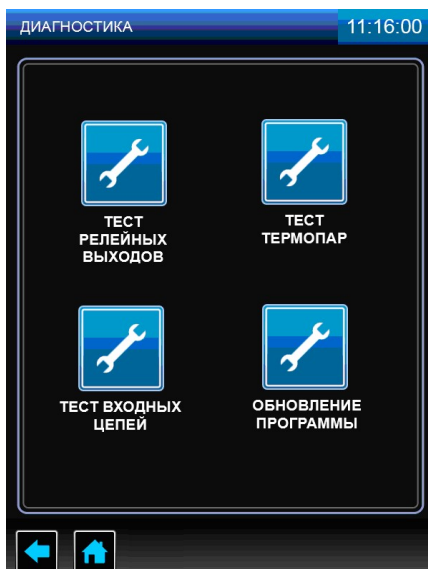 ДИАГНОСТИКА
11:16:00
ТЕСТ
РЕЛЕЙНЫХ
ВЫХОДОВ
ТЕСТ
ТЕРМОПАР
ТЕСТ ВХОДНЫХ
ЦЕПЕЙ
ОБНОВЛЕНИЕ
ПРОГРАММЫ